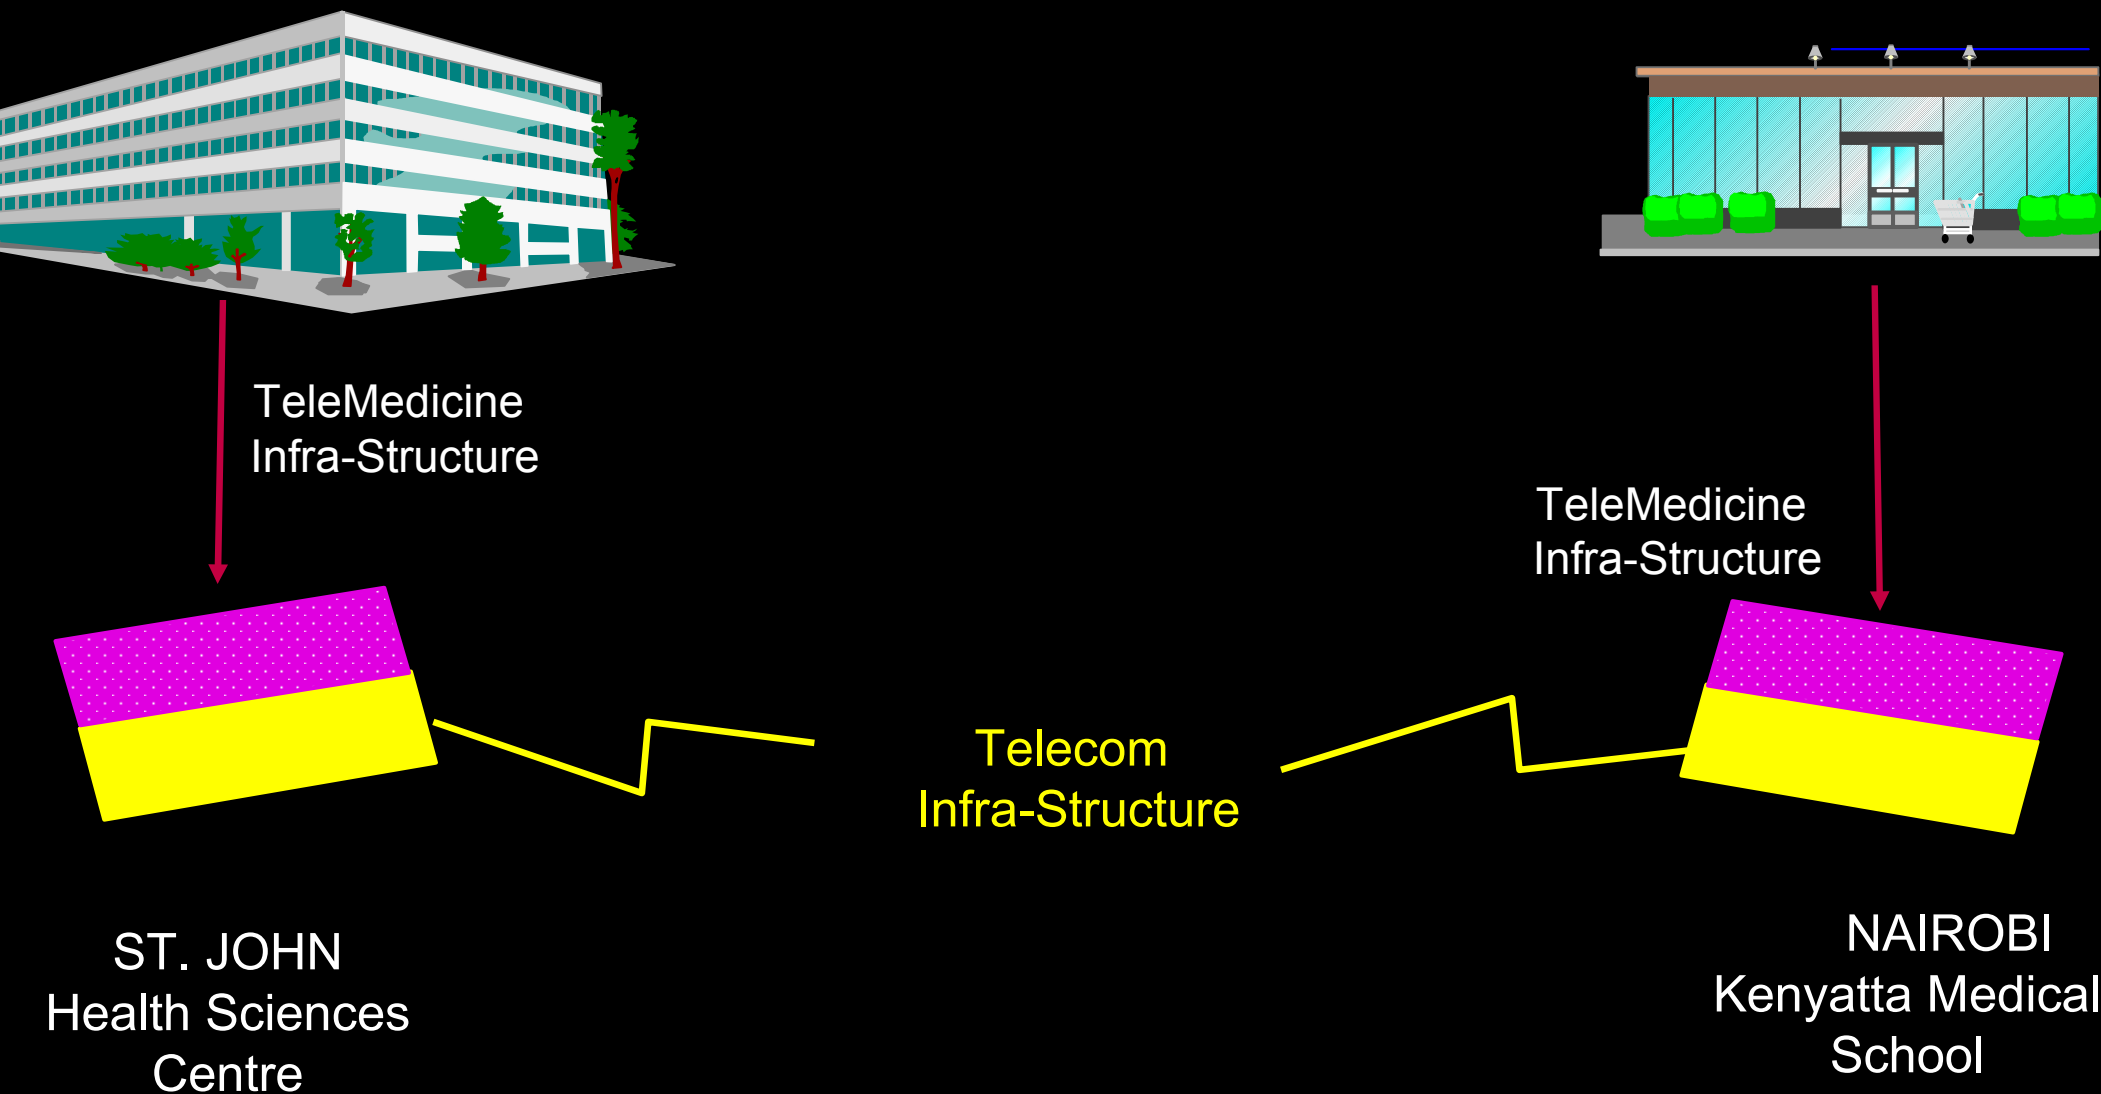 TeleMedicine
Infra-Structure
TeleMedicine
Infra-Structure
Telecom
Infra-Structure
ST. JOHN
Health Sciences
Centre
NAIROBI
Kenyatta Medical
School